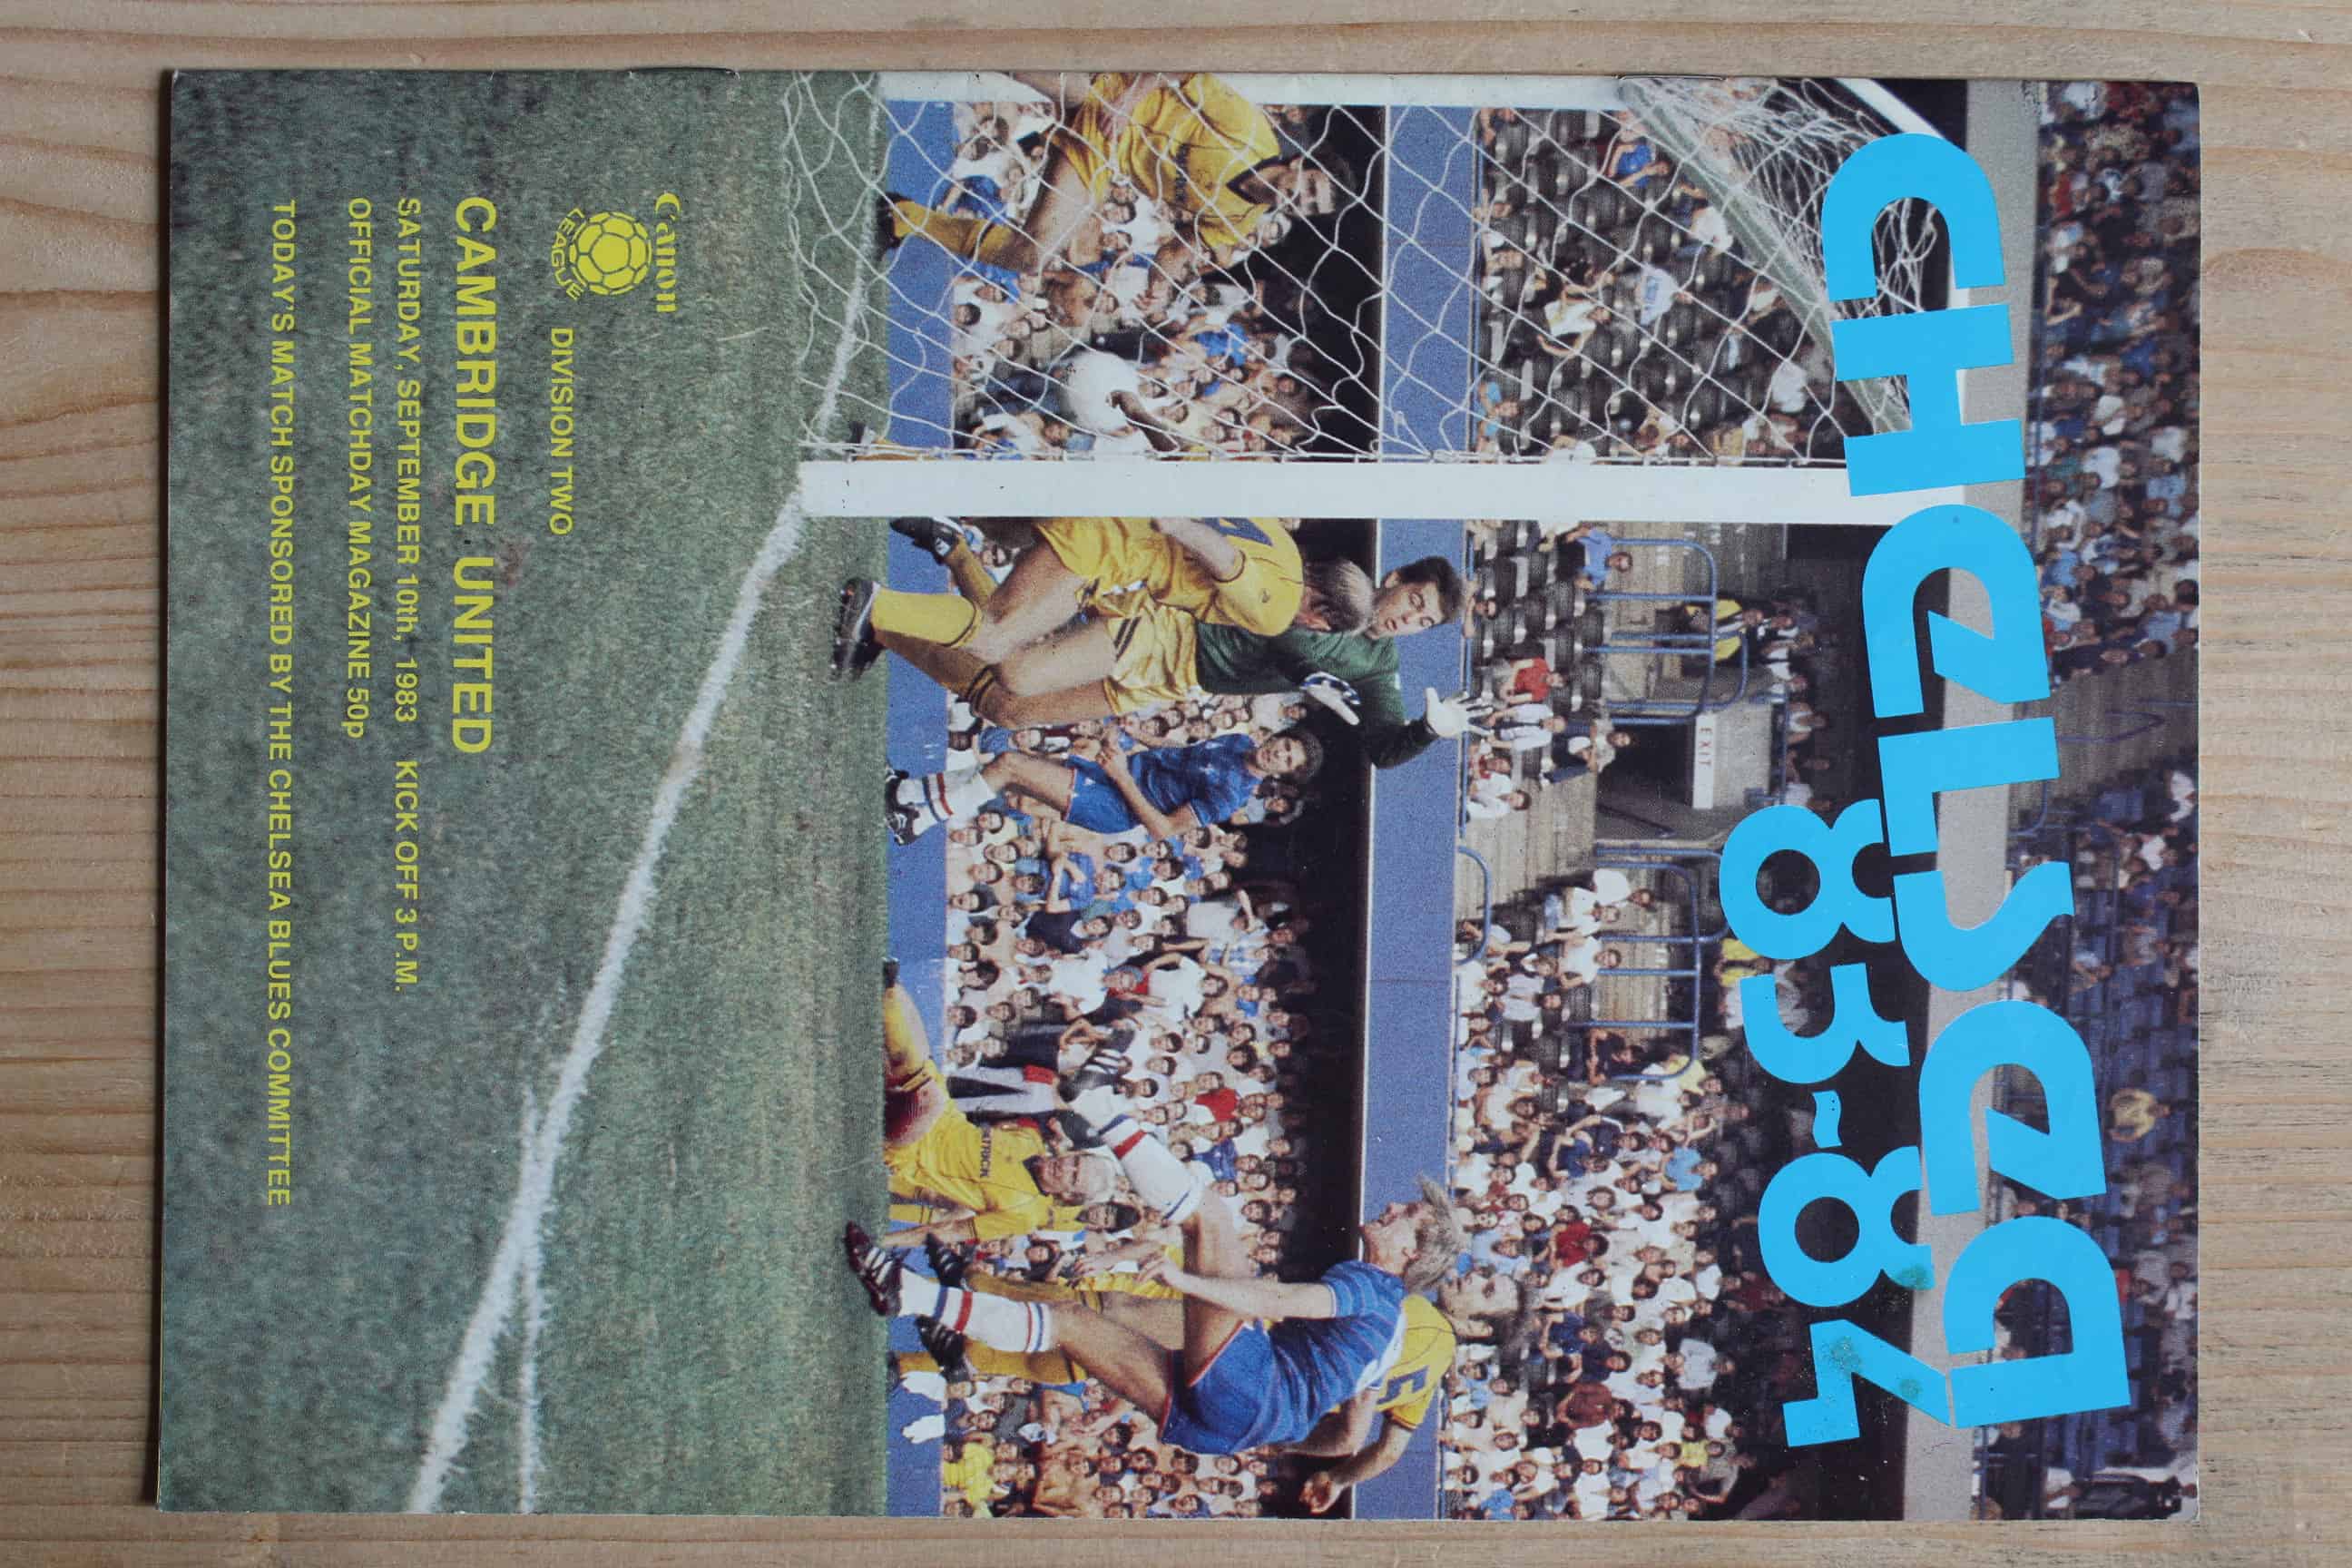 CHELSEA
83-84
EXIT
Canon
LEAGUE
DIVISION TWO
CAMBRIDGE UNITED
SATURDAY, SEPTEMBER 10th, 1983 KICK OFF 3 P.M.
OFFICIAL MATCHDAY MAGAZINE 50p
TODAY'S MATCH SPONSORED BY THE CHELSEA BLUES COMMITTEE